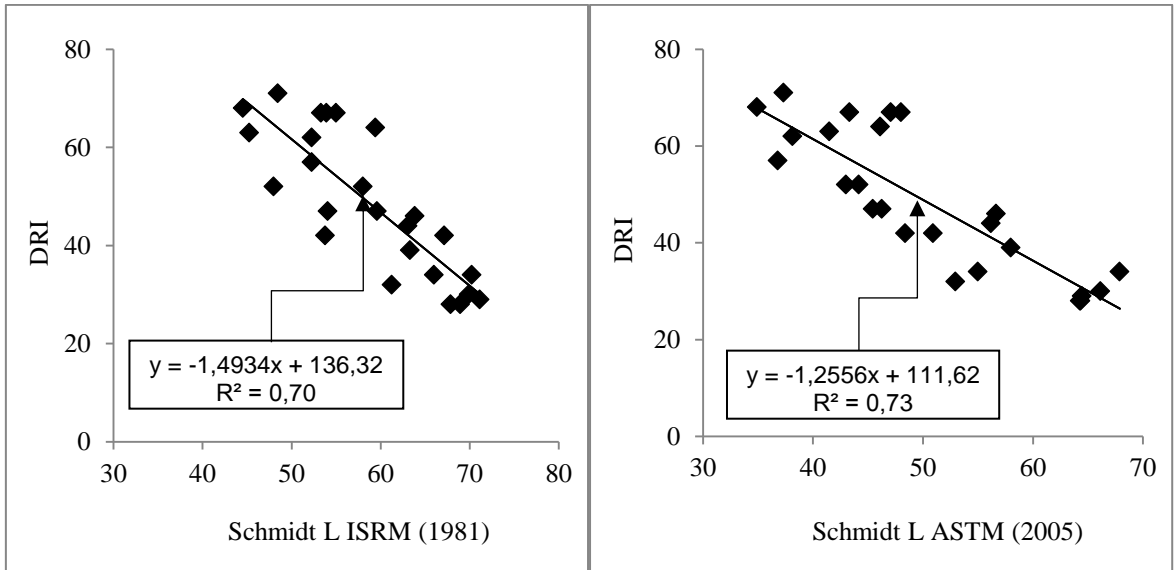 80
60
40
20
0
DRI
30 40 50 60 70 80
Schmidt L ISRM (1981)
y = -1,4934x + 136,32
R² = 0,70
80
60
40
20
0
DRI
30 40 50 60 70
Schmidt L ASTM (2005)
y = -1,2556x + 111,62
R² = 0,73